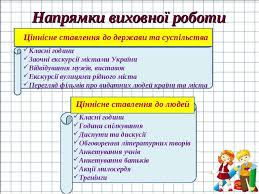 Напрямки виховної роботи
Ціннісне ставлення до держави та суспільства
Класні години
Заочні екскурсії містами України
Відвідування музеїв, виставок
Екскурсії вулицями рідного міста
Перегляд фільмів про видатних людей країни та міста
Ціннісне ставлення до людей
Класні години
Година спілкування
Диспути та дискусії
Обговорення літературних творів
Анкетування учнів
Анкетування батьків
Акції милосердя
Тренінги